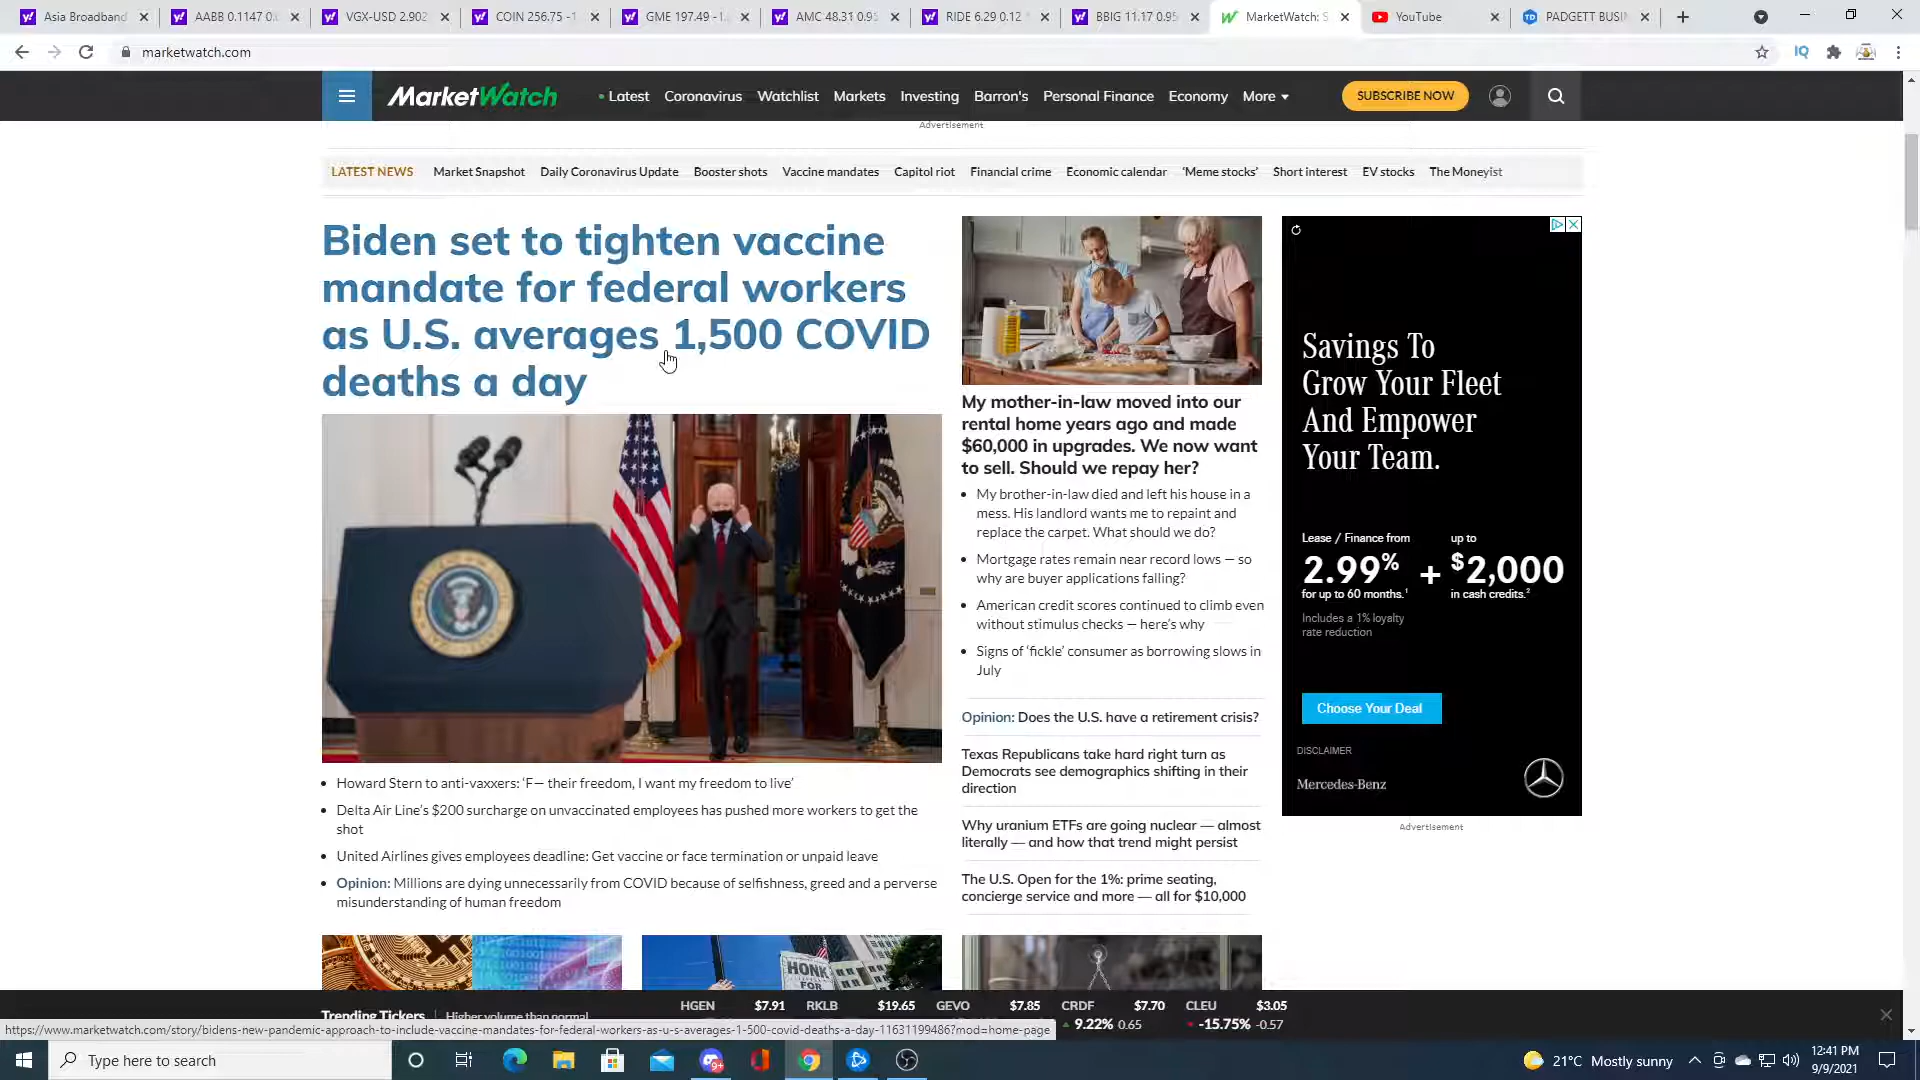 Asia Broadband
AABB 0.1147 0.
VGX-USD 2.902
COIN 256.75 -1
GME 197.49 -
AMC 48.31 0.9
RIDE 6.29 0.12
BBIG 11.17 0.95
MarketWatch: S
YouTube
PADGETT BUSI
marketwatch.com
MarketWatch
Latest Coronavirus Watchlist Markets Investing Barron's Personal Finance Economy More
SUBSCRIBE NOW
Advertisement
LATEST NEWS Market Snapshot Daily Coronavirus Update Booster shots Vaccine mandates Capitol riot Financial crime Economic calendar ‘Meme stocks’ Short interest EV stocks The Moneyist
Biden set to tighten vaccine
mandate for federal workers
as U.S. averages 1,500 COVID
deaths a day
• Howard Stern to anti-vaxxers: ‘F— their freedom, I want my freedom to live’
• Delta Air Line’s $200 surcharge on unvaccinated employees has pushed more workers to get the
shot
• United Airlines gives employees deadline: Get vaccine or face termination or unpaid leave
• Opinion: Millions are dying unnecessarily from COVID because of selfishness, greed and a perverse
misunderstanding of human freedom
My mother-in-law moved into our
rental home years ago and made
$60,000 in upgrades. We now want
to sell. Should we repay her?
• My brother-in-law died and left his house in a
mess. His landlord wants me to repaint and
replace the carpet. What should we do?
• Mortgage rates remain near record lows — so
why are buyer applications falling?
• American credit scores continued to climb even
without stimulus checks — here’s why
• Signs of ‘fickle’ consumer as borrowing slows in
July
Opinion: Does the U.S. have a retirement crisis?
Texas Republicans take hard right turn as
Democrats see demographics shifting in their
direction
Why uranium ETFs are going nuclear — almost
literally — and how that trend might persist
The U.S. Open for the 1%: prime seating,
concierge service and more — all for $10,000
Savings To
Grow Your Fleet
And Empower
Your Team.
Lease / Finance from
2.99%
for up to 60 months.¹
Includes a 1% loyalty
rate reduction
+
up to
$2,000
in cash credits.²
Choose Your Deal
DISCLAIMER
Mercedes-Benz
Advertisement
HONK
FOR
Trending Tickers | Higher volume than normal
HGEN $7.91 RKLB $19.65 GEVO $7.85 CRDF $7.70 CLEU $3.05
9.22% 0.65 -15.75% -0.57
https://www.marketwatch.com/story/bidens-new-pandemic-approach-to-include-vaccine-mandates-for-federal-workers-as-u-s-averages-1-500-covid-deaths-a-day-11631199486?mod=home-page
Type here to search
9+
21°C Mostly sunny
12:41 PM
9/9/2021